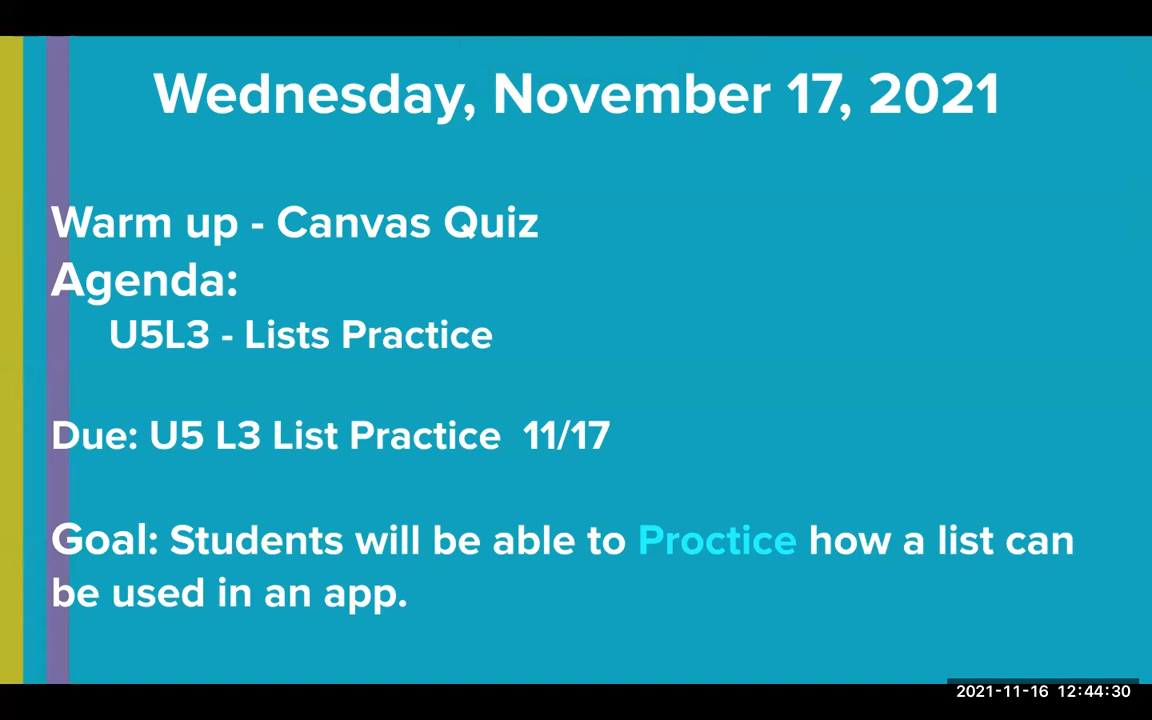 Wednesday, November 17, 2021
Warm up - Canvas Quiz
Agenda:
U5L3 - Lists Practice
Due: U5 L3 List Practice 11/17
Goal: Students will be able to Proctice how a list can
be used in an app.
2021-11-16 12:44:30